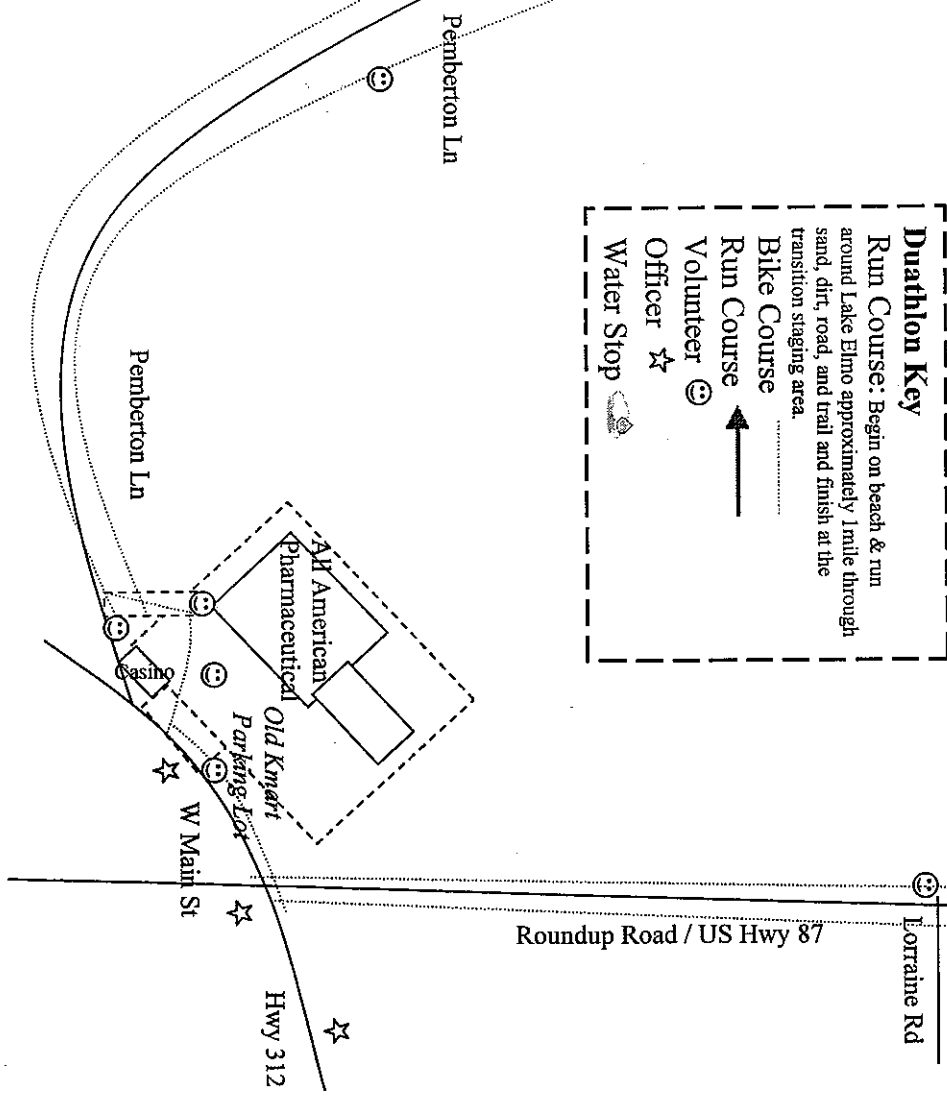 Duathlon Key
Run Course: Begin on beach & run
around Lake Elmo approximately 1mile through
sand, dirt, road, and trail and finish at the
transition staging area.
Bike Course
Run Course
Volunteer
Officer
Water Stop
Pemberton Ln
Pemberton Ln
All American
Pharmaceutical
Old Kmart
Parking Lot
Casino
W Main St
Roundup Road / US Hwy 87
Lorraine Rd
Hwy 312